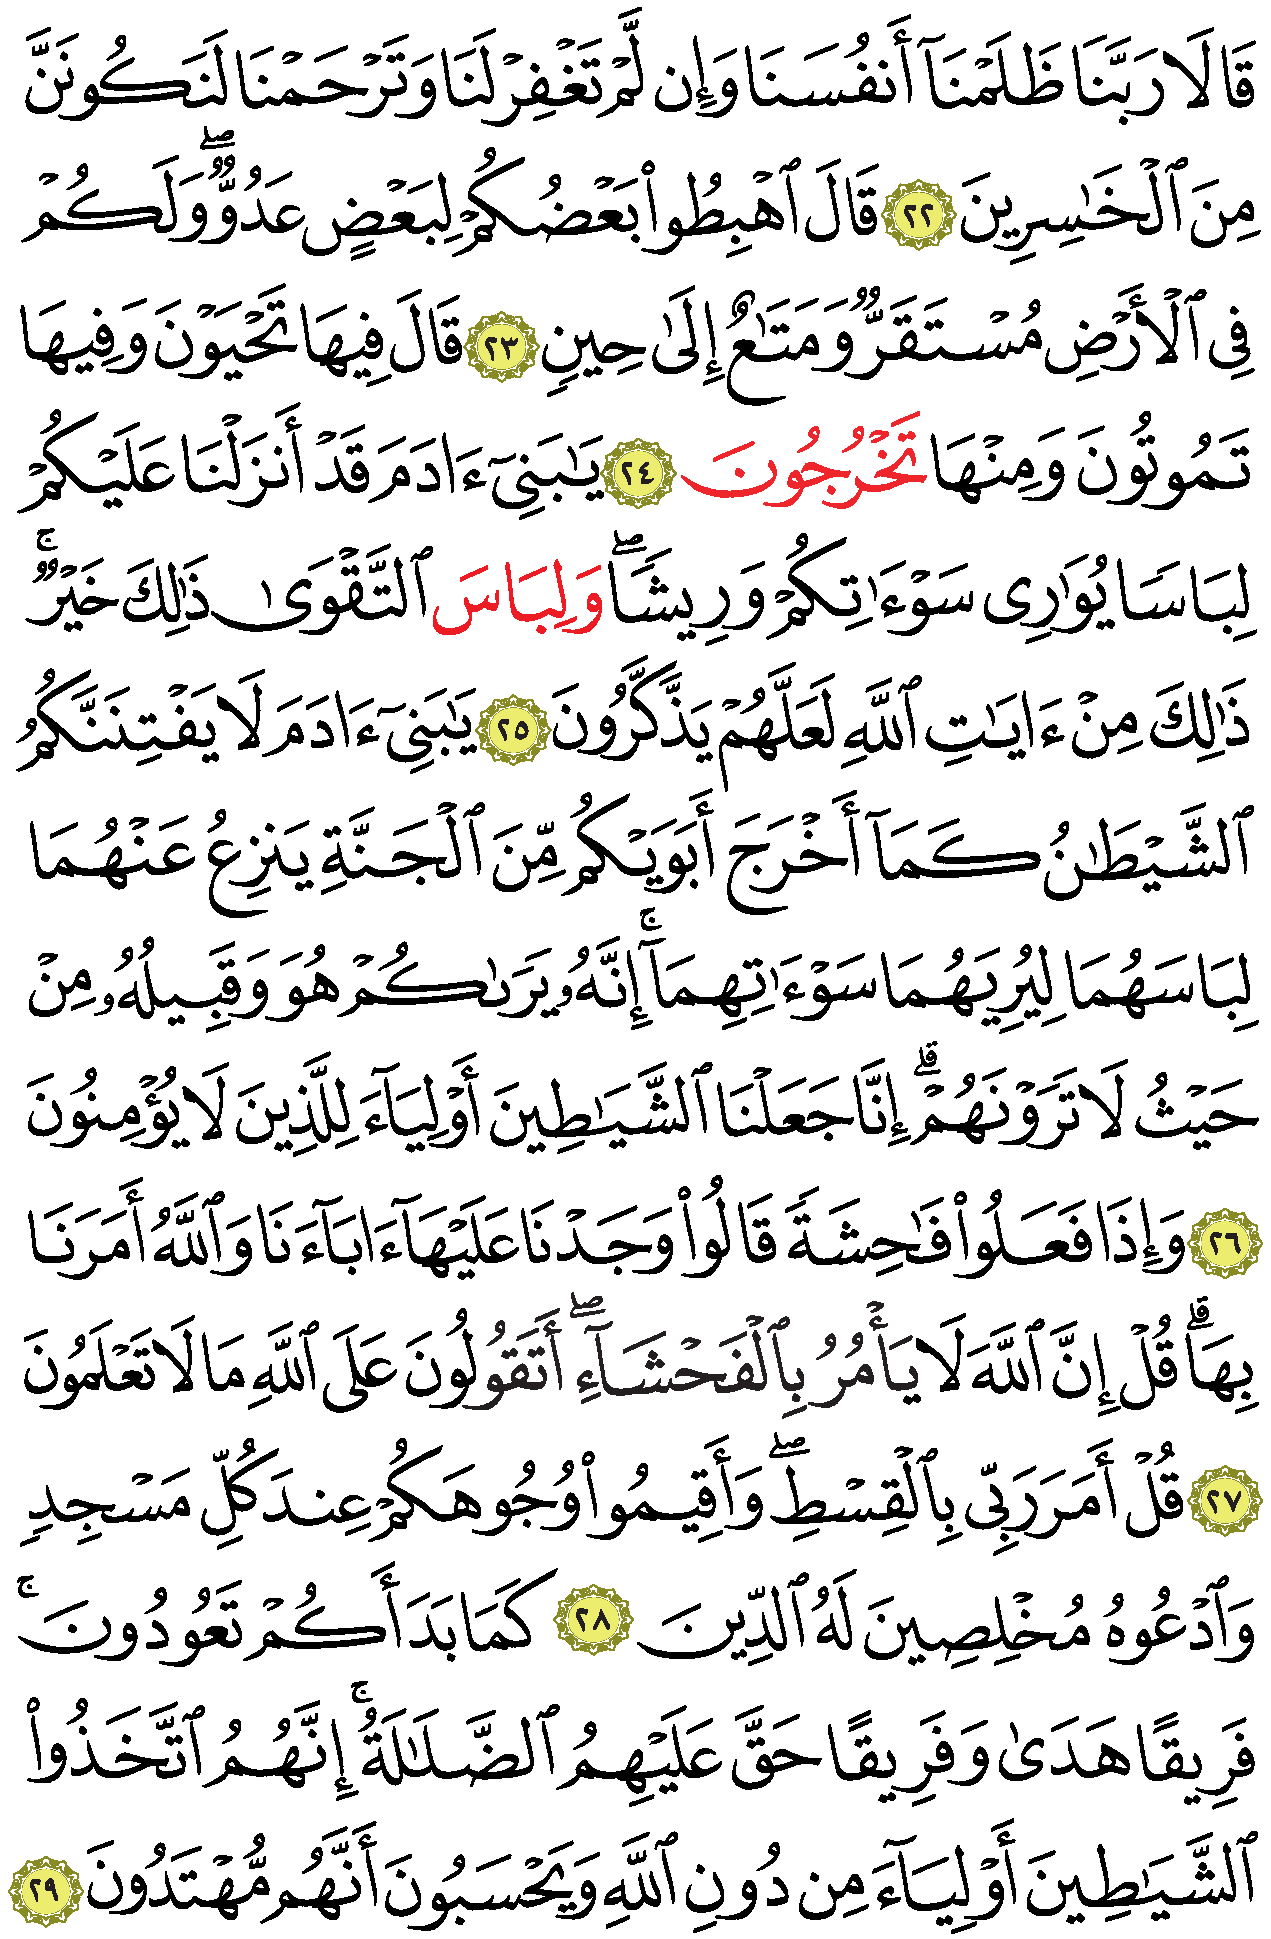 قَالَا رَبَّنَا ظَلَمْنَآ أَنفُسَنَا وَإِن لَّمْ تَغْفِرْ لَنَا وَتَرْحَمْنَا لَنَكُونَنَّ
مِنَ ٱلْخَـٰسِرِينَ ٢٢ قَالَ ٱهْبِطُوا۟ بَعْضُكُمْ لِبَعْضٍ عَدُوٌّ ۖ وَلَكُمْ
فِى ٱلْأَرْضِ مُسْتَقَرٌّ وَمَتَـٰعٌ إِلَىٰ حِينٍ ٢٣ قَالَ فِيهَا تَحْيَوْنَ وَفِيهَا
تَمُوتُونَ وَمِنْهَا تَخْرُجُونَ ٢٤ يَـٰبَنِىٓ ءَادَمَ قَدْ أَنزَلْنَا عَلَيْكُمْ
لِبَاسًا يُوَٰرِى سَوْءَٰتِكُمْ وَرِيشًا ۖ وَلِبَاسَ ٱلتَّقْوَىٰ ذَٰلِكَ خَيْرٌ ۚ
ذَٰلِكَ مِنْ ءَايَـٰتِ ٱللَّهِ لَعَلَّهُمْ يَذَّكَّرُونَ ٢٥ يَـٰبَنِىٓ ءَادَمَ لَا يَفْتِنَنَّكُمُ
ٱلشَّيْطَـٰنُ كَمَآ أَخْرَجَ أَبَوَيْكُم مِّنَ ٱلْجَنَّةِ يَنزِعُ عَنْهُمَا
لِبَاسَهُمَا لِيُرِيَهُمَا سَوْءَٰتِهِمَآ ۚ إِنَّهُۥ يَرَىٰكُمْ هُوَ وَقَبِيلُهُۥ مِنْ
حَيْثُ لَا تَرَوْنَهُمْ ۗ إِنَّا جَعَلْنَا ٱلشَّيَـٰطِينَ أَوْلِيَآءَ لِلَّذِينَ لَا يُؤْمِنُونَ
٢٦ وَإِذَا فَعَلُوا۟ فَـٰحِشَةً قَالُوا۟ وَجَدْنَا عَلَيْهَآ ءَابَآءَنَا وَٱللَّهُ أَمَرَنَا
بِهَا ۗ قُلْ إِنَّ ٱللَّهَ لَا يَأْمُرُ بِٱلْفَحْشَآءِ ۖ أَتَقُولُونَ عَلَى ٱللَّهِ مَا لَا تَعْلَمُونَ
٢٧ قُلْ أَمَرَ رَبِّى بِٱلْقِسْطِ ۖ وَأَقِيمُوا۟ وُجُوهَكُمْ عِندَ كُلِّ مَسْجِدٍ
وَٱدْعُوهُ مُخْلِصِينَ لَهُ ٱلدِّينَ ٢٨ كَمَا بَدَأَكُمْ تَعُودُونَ ۚ
فَرِيقًا هَدَىٰ وَفَرِيقًا حَقَّ عَلَيْهِمُ ٱلضَّلَـٰلَةُ ۚ إِنَّهُمُ ٱتَّخَذُوا۟
ٱلشَّيَـٰطِينَ أَوْلِيَآءَ مِن دُونِ ٱللَّهِ وَيَحْسَبُونَ أَنَّهُم مُّهْتَدُونَ ٢٩